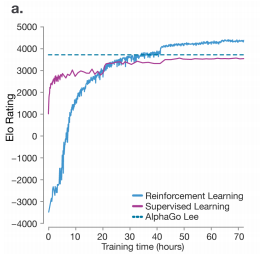 a.
5000
4000
3000
2000
1000
0
−1000
−2000
−3000
−4000
Elo Rating
Reinforcement Learning
Supervised Learning
AlphaGo Lee
0 10 20 30 40 50 60 70
Training time (hours)